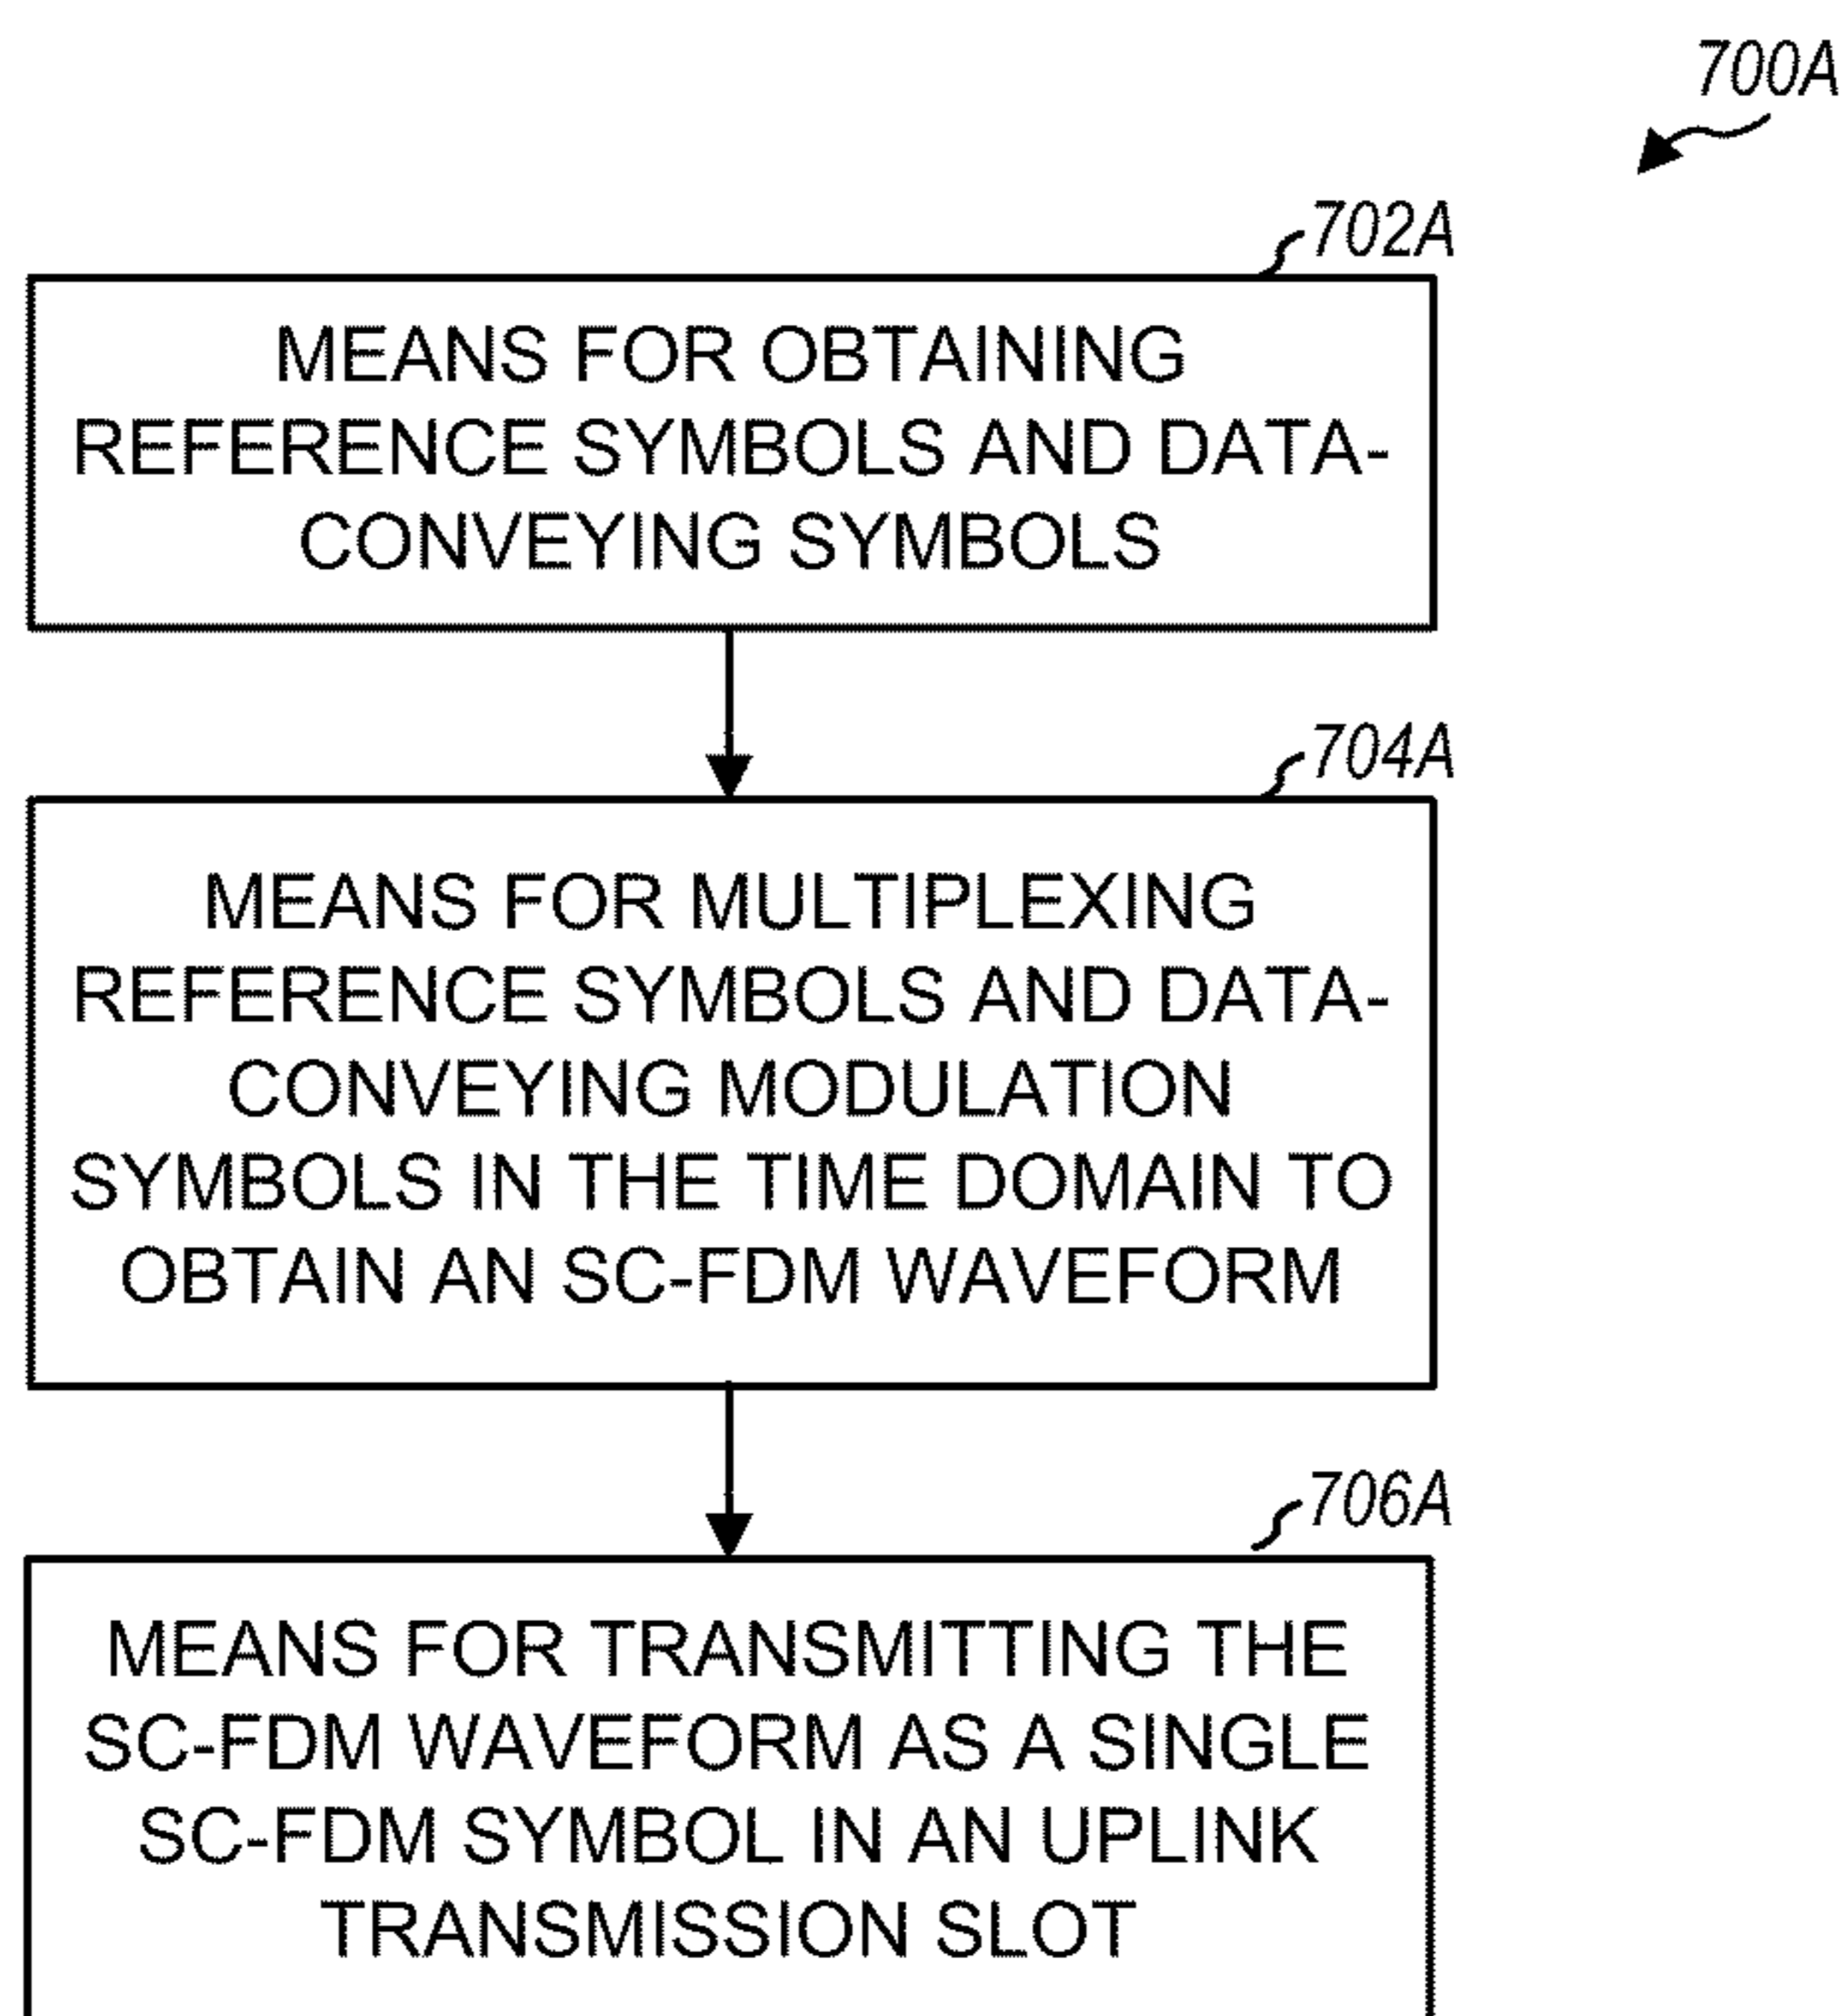 700A
702A
MEANS FOR OBTAINING
REFERENCE SYMBOLS AND DATA-
CONVEYING SYMBOLS
704A
MEANS FOR MULTIPLEXING
REFERENCE SYMBOLS AND DATA-
CONVEYING MODULATION
SYMBOLS IN THE TIME DOMAIN TO
OBTAIN AN SC-FDM WAVEFORM
706A
MEANS FOR TRANSMITTING THE
SC-FDM WAVEFORM AS A SINGLE
SC-FDM SYMBOL IN AN UPLINK
TRANSMISSION SLOT